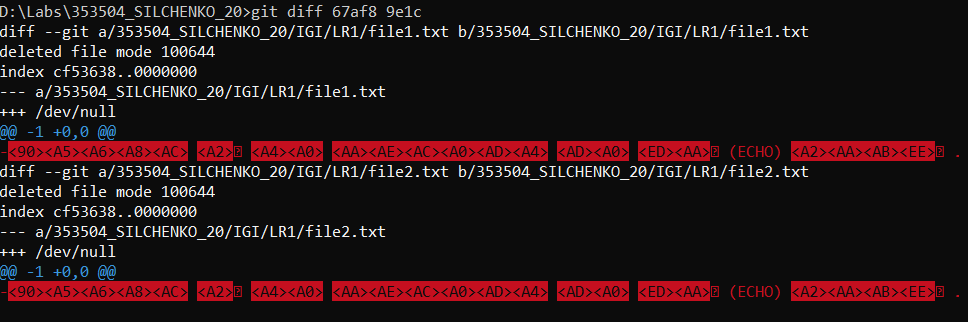 D:\Labs\353504_SILCHENKO_20>git diff 67af8 9e1c
diff --git a/353504_SILCHENKO_20/IGI/LR1/file1.txt b/353504_SILCHENKO_20/IGI/LR1/file1.txt
deleted file mode 100644
index cf53638..0000000
--- a/353504_SILCHENKO_20/IGI/LR1/file1.txt
+++ /dev/null
@@ -1 +0,0 @@
-<90><A5><A6><A8><AC> <A2>⍰ <A4><A0> <AA><AE><AC><A0><AD><A4> <AD><A0> <ED><AA>⍰ (ECHO) <A2><AA><AB><EE>⍰ .
diff --git a/353504_SILCHENKO_20/IGI/LR1/file2.txt b/353504_SILCHENKO_20/IGI/LR1/file2.txt
deleted file mode 100644
index cf53638..0000000
--- a/353504_SILCHENKO_20/IGI/LR1/file2.txt
+++ /dev/null
@@ -1 +0,0 @@
-<90><A5><A6><A8><AC> <A2>⍰ <A4><A0> <AA><AE><AC><A0><AD><A4> <AD><A0> <ED><AA>⍰ (ECHO) <A2><AA><AB><EE>⍰ .